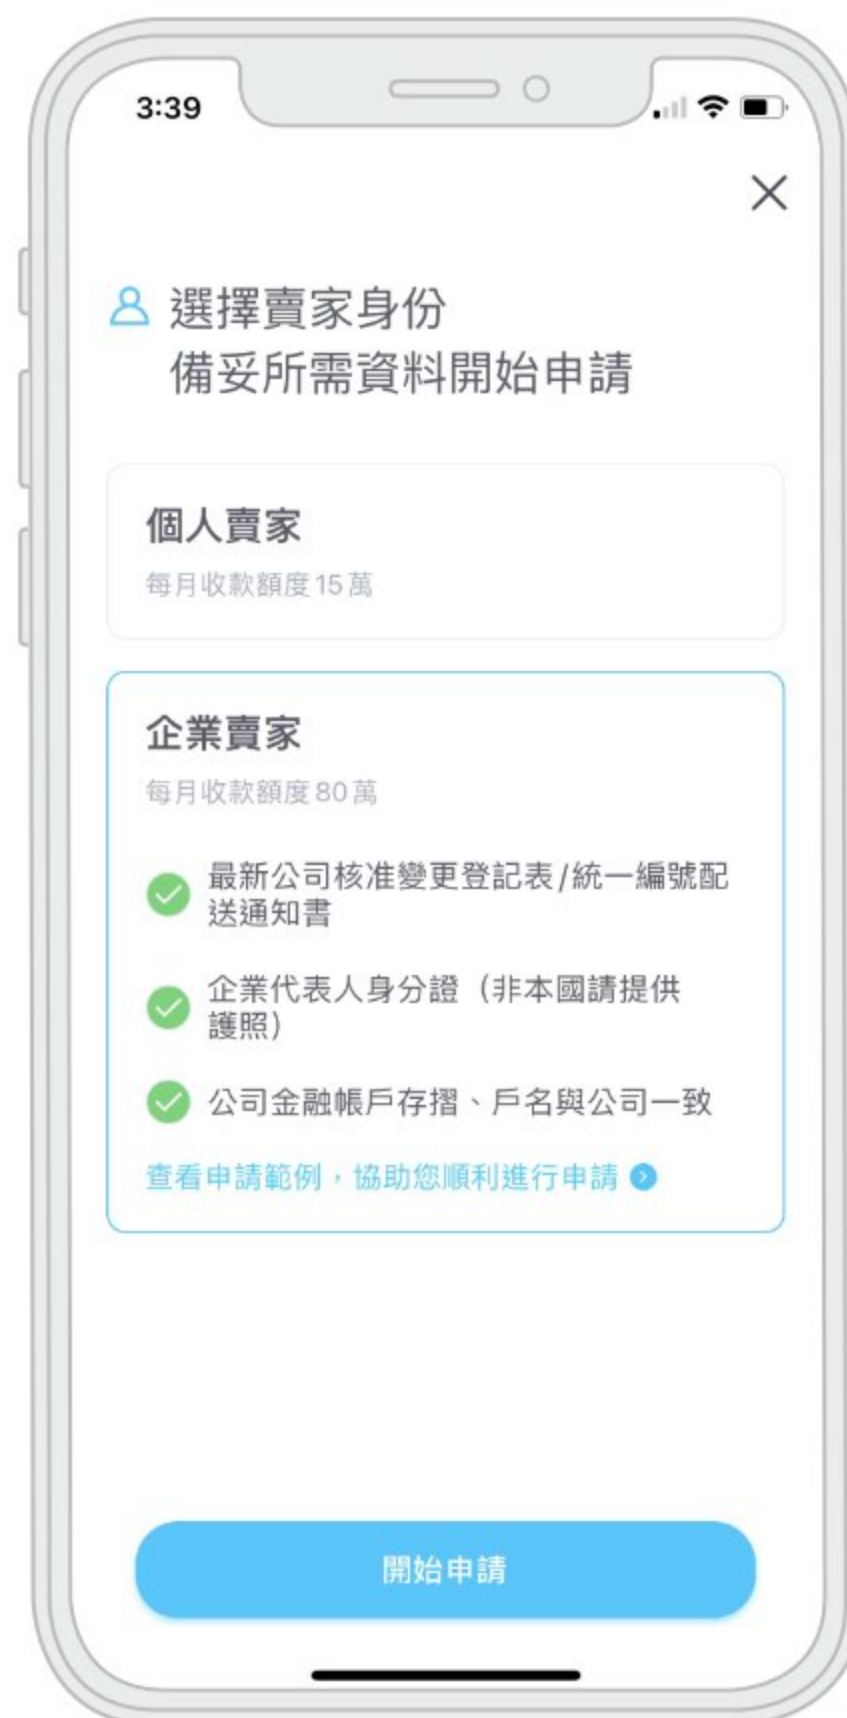 3:39
選擇賣家身份
備妥所需資料開始申請
個人賣家
每月收款額度15萬
企業賣家
每月收款額度80萬
最新公司核准變更登記表/統一編號配
送通知書
企業代表人身分證（非本國請提供
護照）
公司金融帳戶存摺、戶名與公司一致
查看申請範例，協助您順利進行申請
開始申請